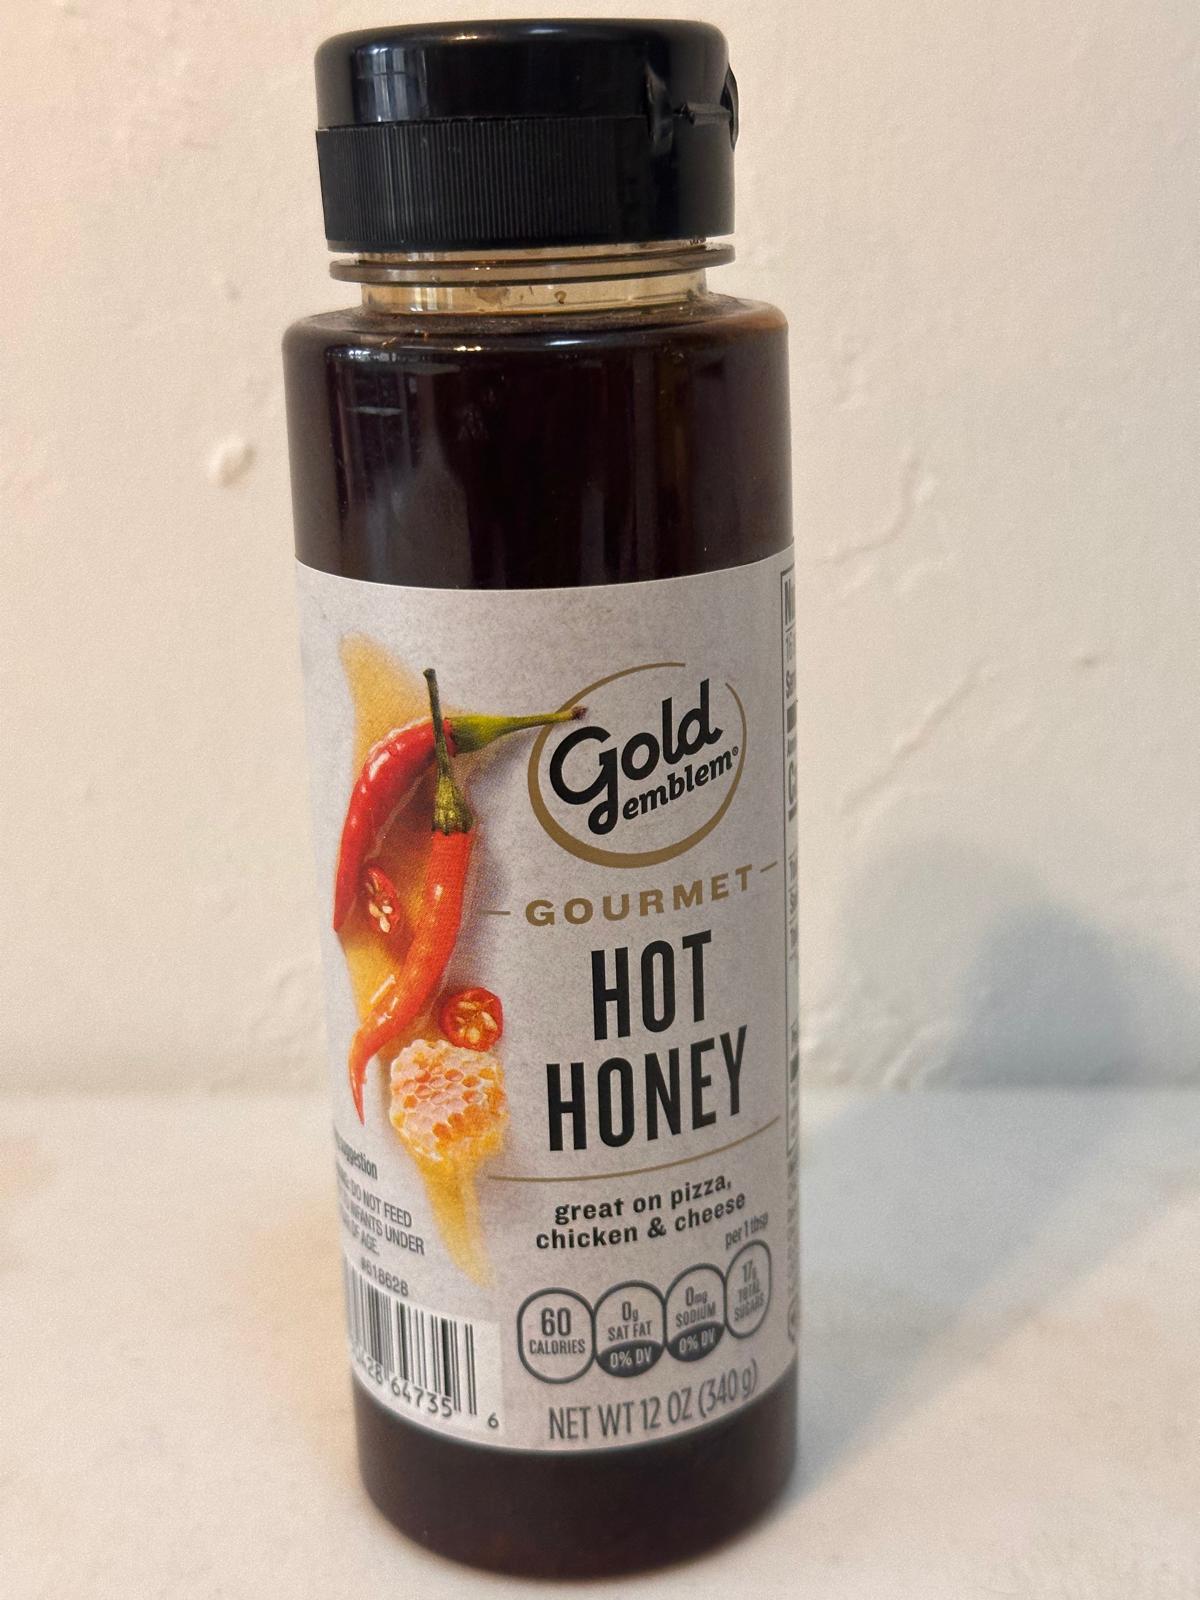 Gold
emblem®
GOURMET
HOT
HONEY
great on pizza,
chicken & cheese
per 1 tbsp
60
CALORIES
0g
SAT FAT
0% DV
0mg
SODIUM
0% DV
17g
TOTAL
SUGARS
NET WT 12 OZ (340 g)
DO NOT FEED
INFANTS UNDER
OF AGE.
#618628
64735 6